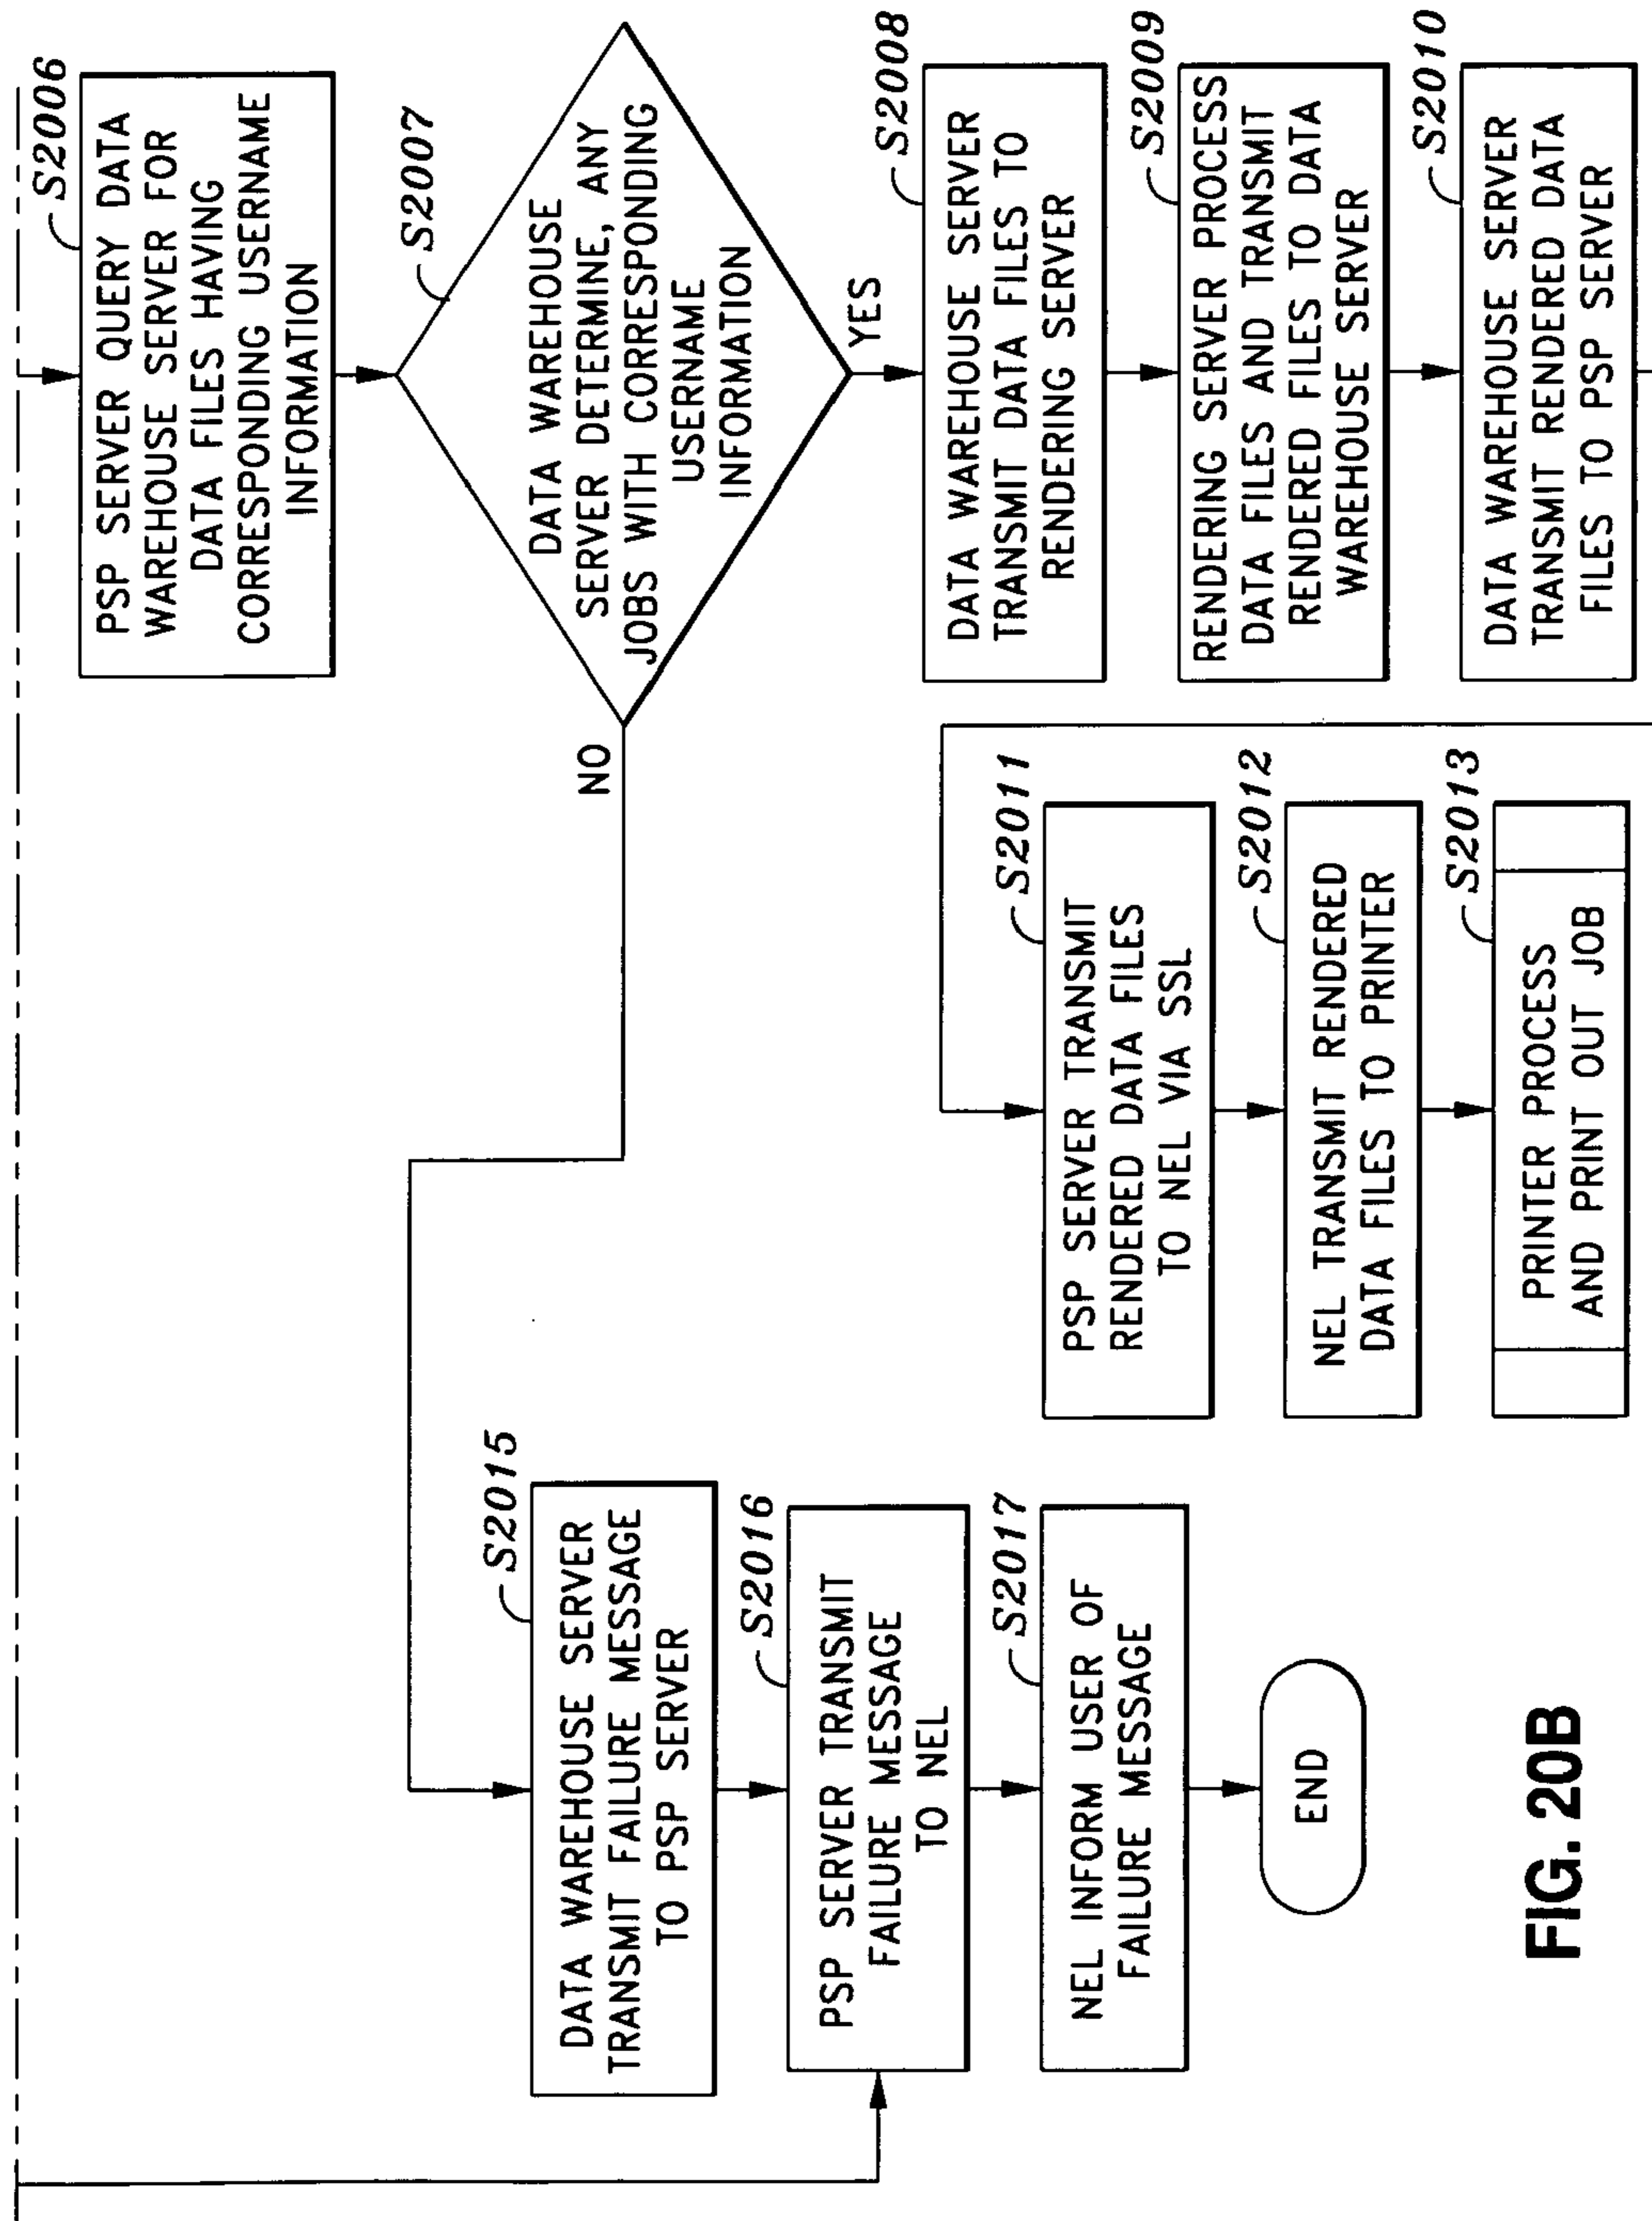 S2006
PSP SERVER QUERY DATA
WAREHOUSE SERVER FOR
DATA FILES HAVING
CORRESPONDING USERNAME
INFORMATION
S2007
DATA WAREHOUSE
SERVER DETERMINE, ANY
JOBS WITH CORRESPONDING
USERNAME
INFORMATION
NO
YES
S2008
DATA WAREHOUSE SERVER
TRANSMIT DATA FILES TO
RENDERING SERVER
S2009
RENDERING SERVER PROCESS
DATA FILES AND TRANSMIT
RENDERED FILES TO DATA
WAREHOUSE SERVER
S2010
DATA WAREHOUSE SERVER
TRANSMIT RENDERED DATA
FILES TO PSP SERVER
S2011
PSP SERVER TRANSMIT
RENDERED DATA FILES
TO NEL VIA SSL
S2012
NEL TRANSMIT RENDERED
DATA FILES TO PRINTER
S2013
PRINTER PROCESS
AND PRINT OUT JOB
S2015
DATA WAREHOUSE SERVER
TRANSMIT FAILURE MESSAGE
TO PSP SERVER
S2016
PSP SERVER TRANSMIT
FAILURE MESSAGE
TO NEL
S2017
NEL INFORM USER OF
FAILURE MESSAGE
END
FIG. 20B